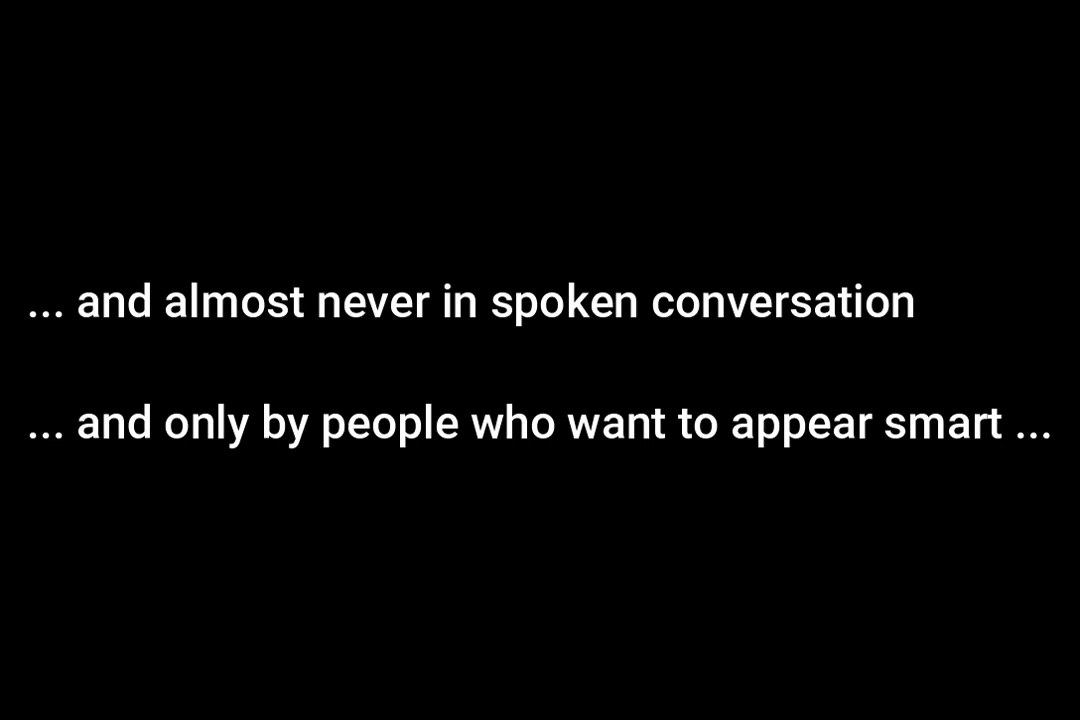 ... and almost never in spoken conversation
... and only by people who want to appear smart ...